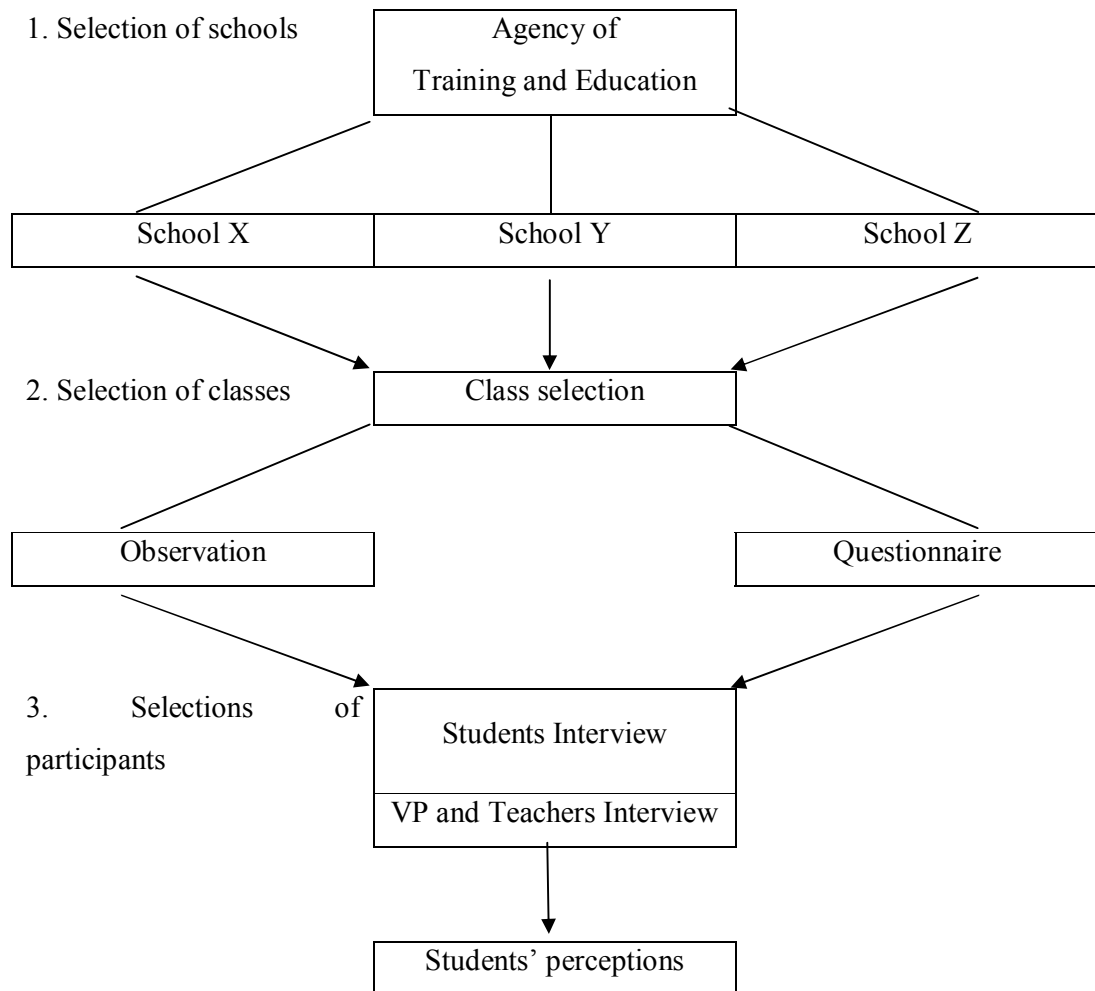 1. Selection of schools
Agency of
Training and Education
School X
School Y
School Z
2. Selection of classes
Class selection
Observation
Questionnaire
3. Selections of
participants
Students Interview
VP and Teachers Interview
Students’ perceptions